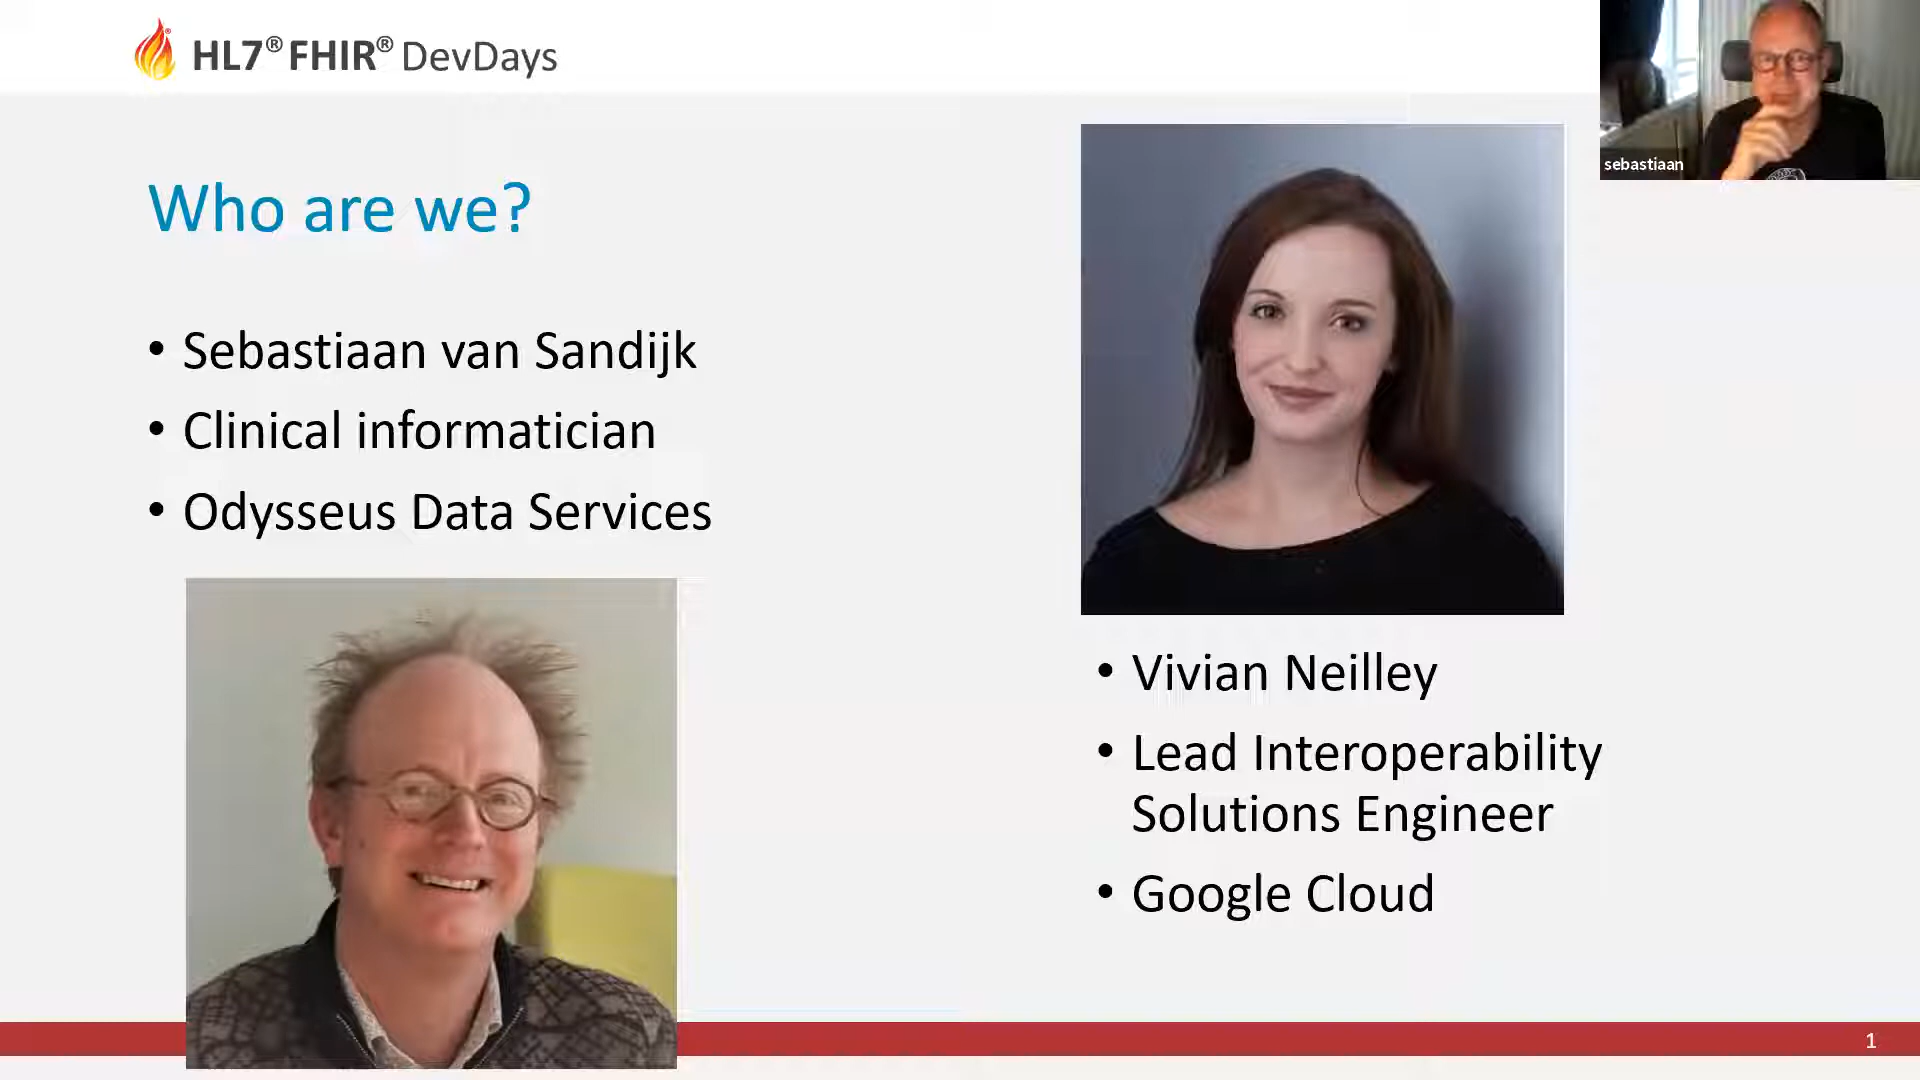 HL7® FHIR® DevDays
sebastiaan
Who are we?
• Sebastiaan van Sandijk
• Clinical informatician
• Odysseus Data Services
• Vivian Neilley
• Lead Interoperability
Solutions Engineer
• Google Cloud
1